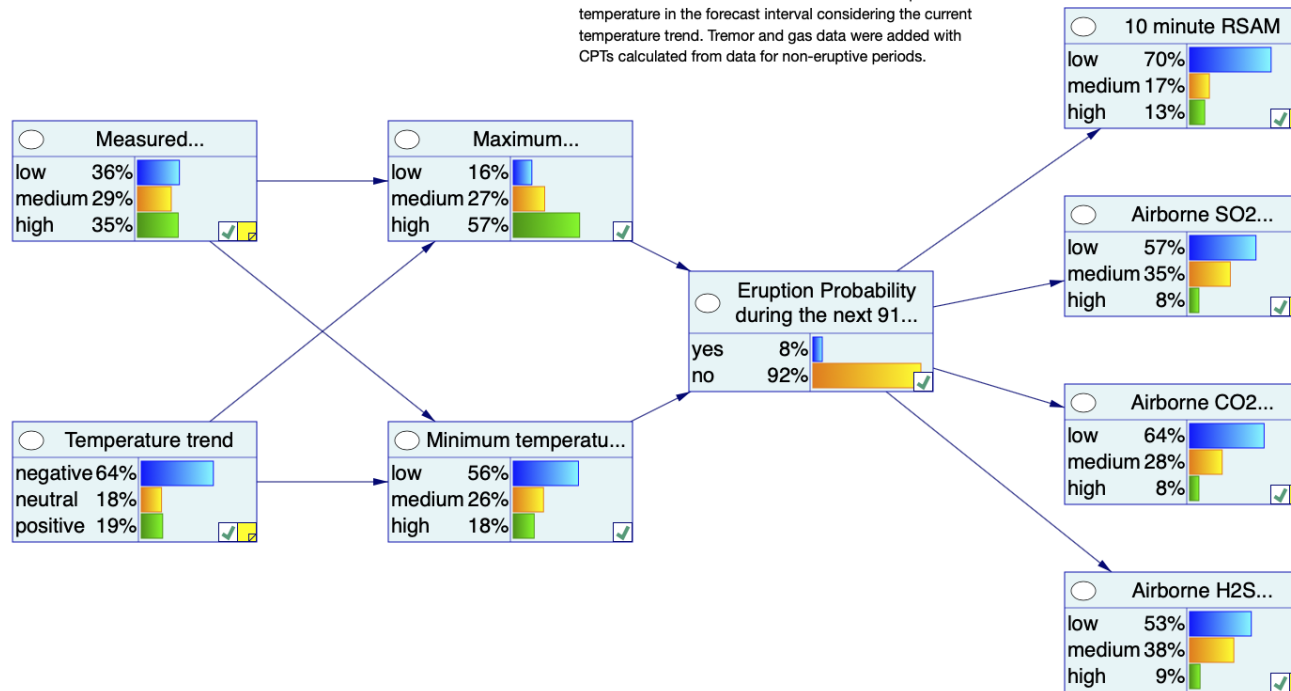 temperature in the forecast interval considering the current
temperature trend. Tremor and gas data were added with
CPTs calculated from data for non-eruptive periods.
10 minute RSAM
low 70%
medium 17%
high 13%
Measured...
low 36%
medium 29%
high 35%
Maximum...
low 16%
medium 27%
high 57%
Airborne SO2...
low 57%
medium 35%
high 8%
Eruption Probability
during the next 91...
yes 8%
no 92%
Airborne CO2...
low 64%
medium 28%
high 8%
Temperature trend
negative 64%
neutral 18%
positive 19%
Minimum temperatu...
low 56%
medium 26%
high 18%
Airborne H2S...
low 53%
medium 38%
high 9%